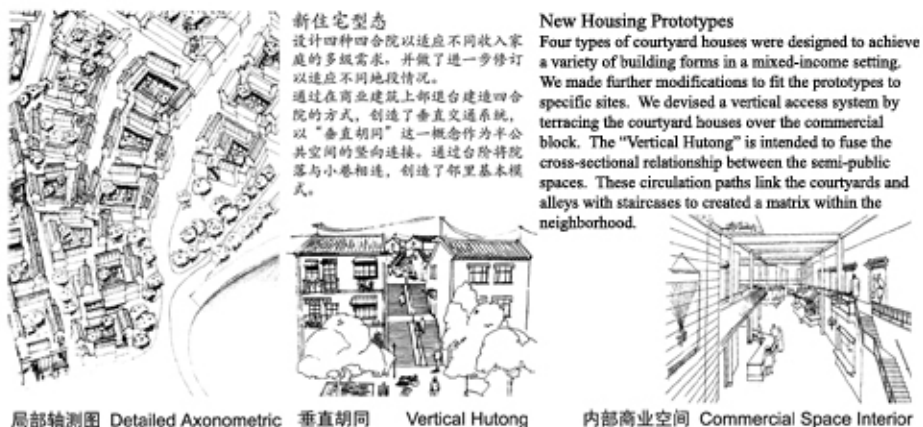 新住宅型态
设计四种四合院以适应不同收入家
庭的多级需求，并做了进一步修订
以适应不同地段情况。
通过在商业建筑上部退台建造四合
院的方式，创造了垂直交通系统，
以“垂直胡同”这一概念作为半公
共空间的竖向连接。通过台阶将院
落与小巷相连，创造了邻里基本模
式。
New Housing Prototypes
Four types of courtyard houses were designed to achieve
a variety of building forms in a mixed-income setting.
We made further modifications to fit the prototypes to
specific sites. We devised a vertical access system by
terracing the courtyard houses over the commercial
block. The “Vertical Hutong” is intended to fuse the
cross-sectional relationship between the semi-public
spaces. These circulation paths link the courtyards and
alleys with staircases to created a matrix within the
neighborhood.
局部轴测图 Detailed Axonometric
垂直胡同 Vertical Hutong
内部商业空间 Commercial Space Interior